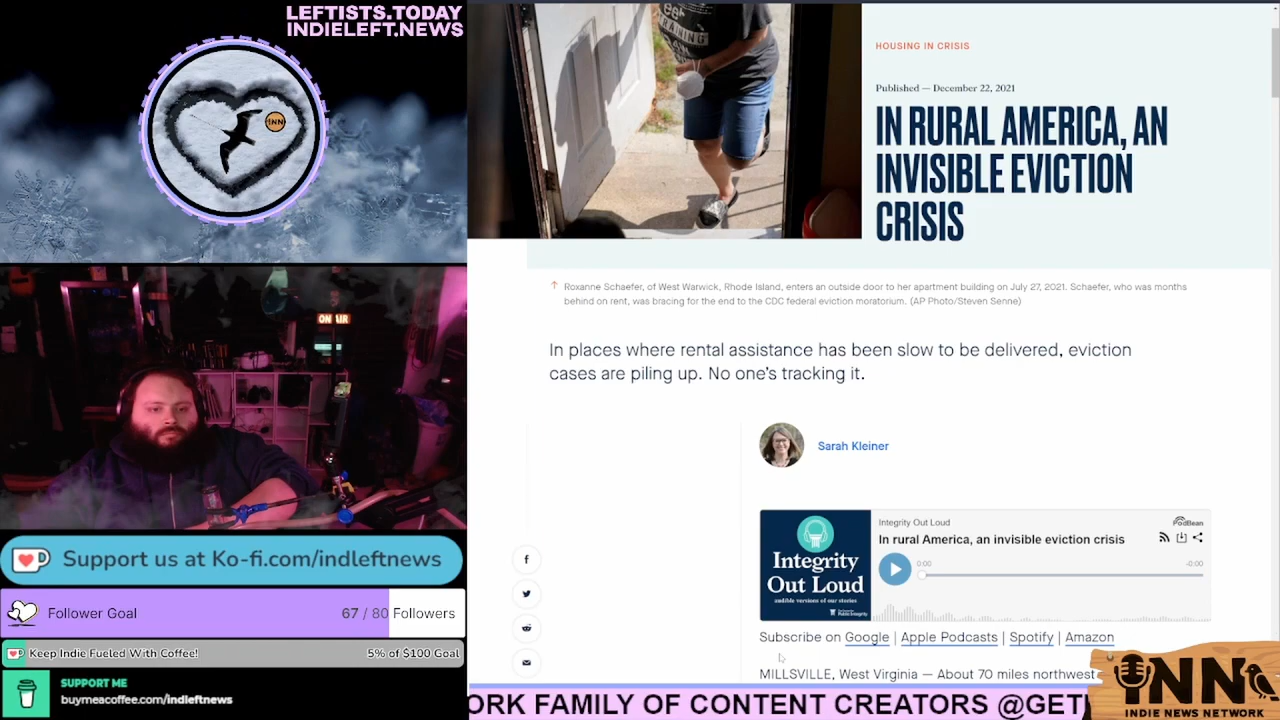 LEFTISTS.TODAY
INDIELEFT.NEWS
INN
ON AIR
Support us at Ko-fi.com/indleftnews
Follower Goal
67 / 80 Followers
Keep Indie Fueled With Coffee!
5% of $100 Goal
SUPPORT ME
buymeacoffee.com/indleftnews
HOUSING IN CRISIS
Published — December 22, 2021
IN RURAL AMERICA, AN
INVISIBLE EVICTION
CRISIS
Roxanne Schaefer, of West Warwick, Rhode Island, enters an outside door to her apartment building on July 27, 2021. Schaefer, who was months
behind on rent, was bracing for the end to the CDC federal eviction moratorium. (AP Photo/Steven Senne)
In places where rental assistance has been slow to be delivered, eviction
cases are piling up. No one's tracking it.
Sarah Kleiner
Integrity
Out Loud
audible versions of our stories
Public Integrity
Integrity Out Loud
PodBean
In rural America, an invisible eviction crisis
0:00
-0:00
Subscribe on Google | Apple Podcasts | Spotify | Amazon
MILLSVILLE, West Virginia — About 70 miles northwest
ORK FAMILY OF CONTENT CREATORS @GET
INN
INDIE NEWS NETWORK